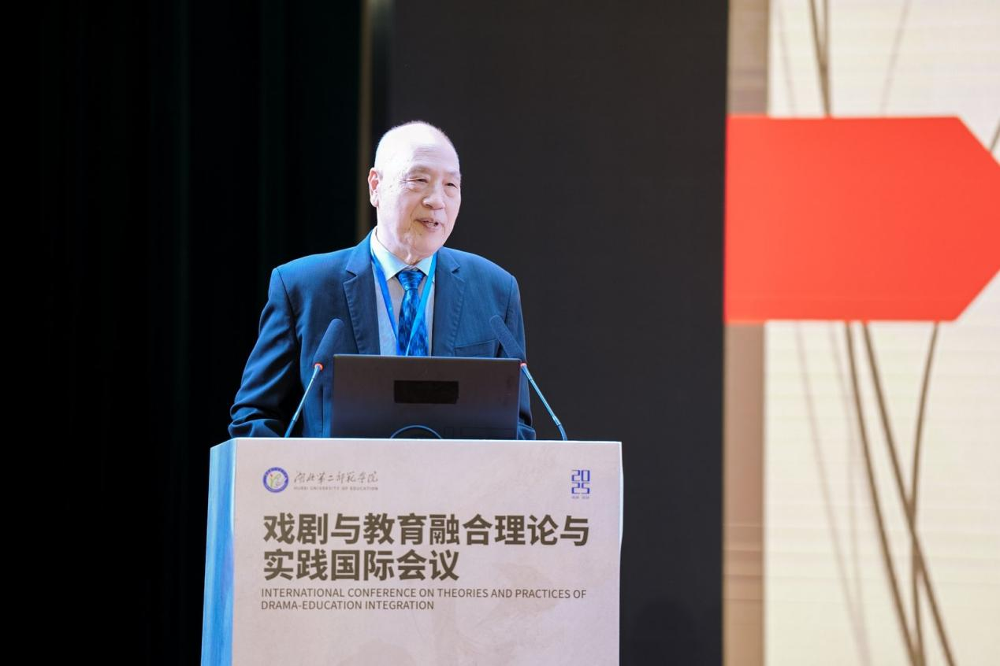 湖北第二师范学院
HUBEI UNIVERSITY OF EDUCATION
20
25
戏剧与教育融合理论与
实践国际会议
INTERNATIONAL CONFERENCE ON THEORIES AND PRACTICES OF
DRAMA-EDUCATION INTEGRATION